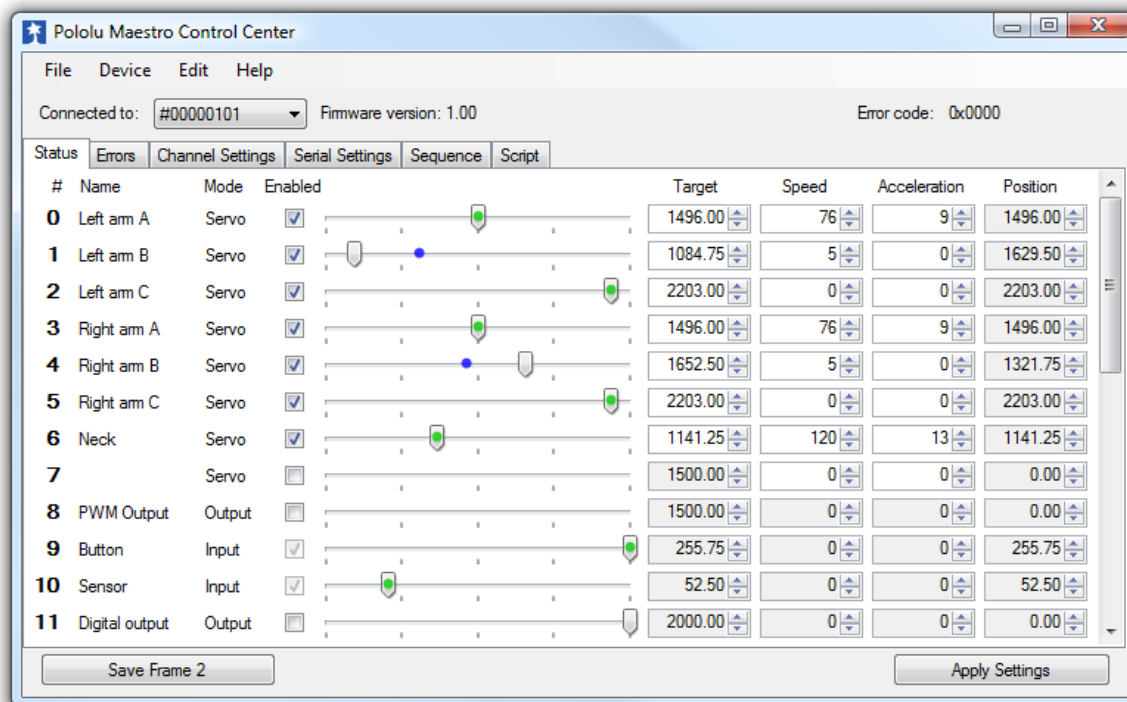 Pololu Maestro Control Center
File Device Edit Help
Connected to: #00000101 Firmware version: 1.00 Error code: 0x0000
Status Errors Channel Settings Serial Settings Sequence Script
# Name Mode Enabled Target Speed Acceleration Position
0 Left arm A Servo 1496.00 76 9 1496.00
1 Left arm B Servo 1084.75 5 0 1629.50
2 Left arm C Servo 2203.00 0 0 2203.00
3 Right arm A Servo 1496.00 76 9 1496.00
4 Right arm B Servo 1652.50 5 0 1321.75
5 Right arm C Servo 2203.00 0 0 2203.00
6 Neck Servo 1141.25 120 13 1141.25
7 Servo 1500.00 0 0 0.00
8 PWM Output Output 1500.00 0 0 0.00
9 Button Input 255.75 0 0 255.75
10 Sensor Input 52.50 0 0 52.50
11 Digital output Output 2000.00 0 0 0.00
Save Frame 2 Apply Settings